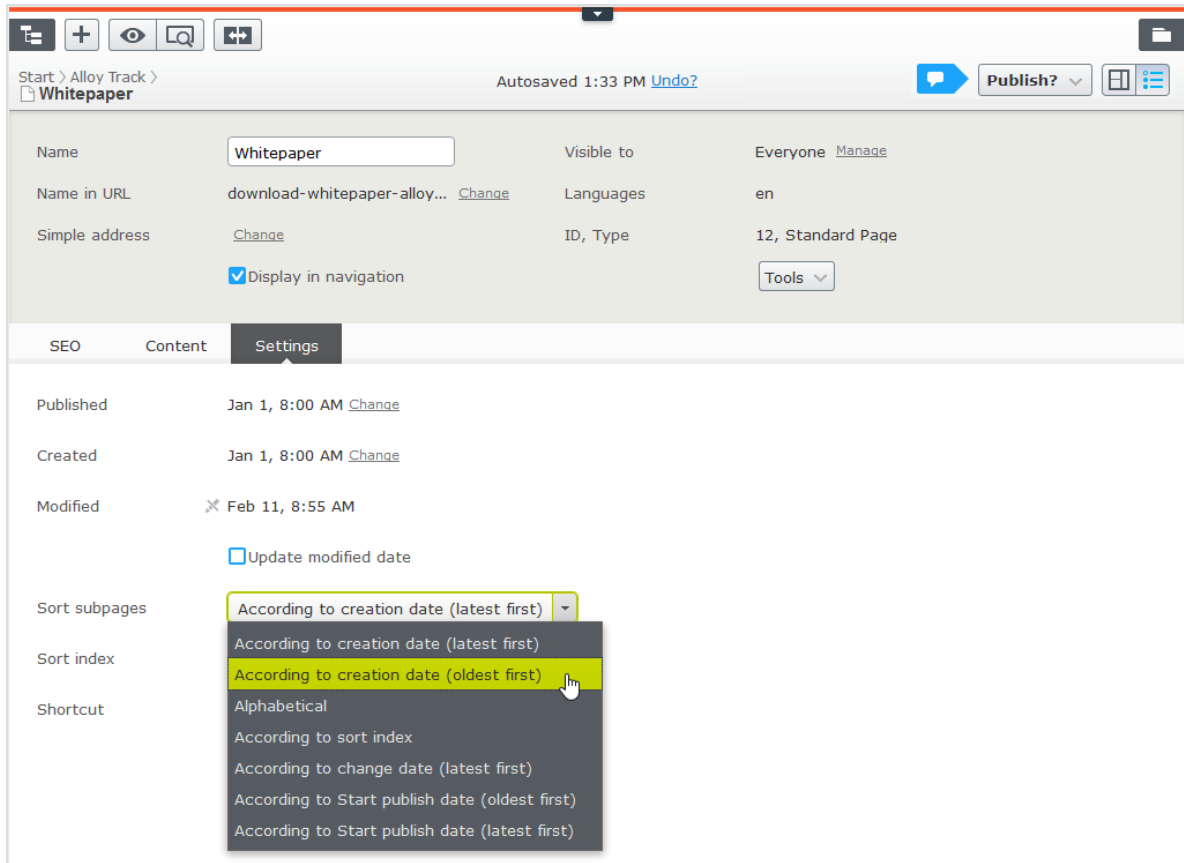 Start > Alloy Track >
Whitepaper
Autosaved 1:33 PM Undo?
Publish?
Name
Whitepaper
Visible to
Everyone Manage
Name in URL
download-whitepaper-alloy... Change
Languages
en
Simple address
Change
ID, Type
12, Standard Page
Display in navigation
Tools
SEO
Content
Settings
Published
Jan 1, 8:00 AM Change
Created
Jan 1, 8:00 AM Change
Modified
Feb 11, 8:55 AM
Update modified date
Sort subpages
According to creation date (latest first)
Sort index
Shortcut
According to creation date (latest first)
According to creation date (oldest first)
Alphabetical
According to sort index
According to change date (latest first)
According to Start publish date (oldest first)
According to Start publish date (latest first)